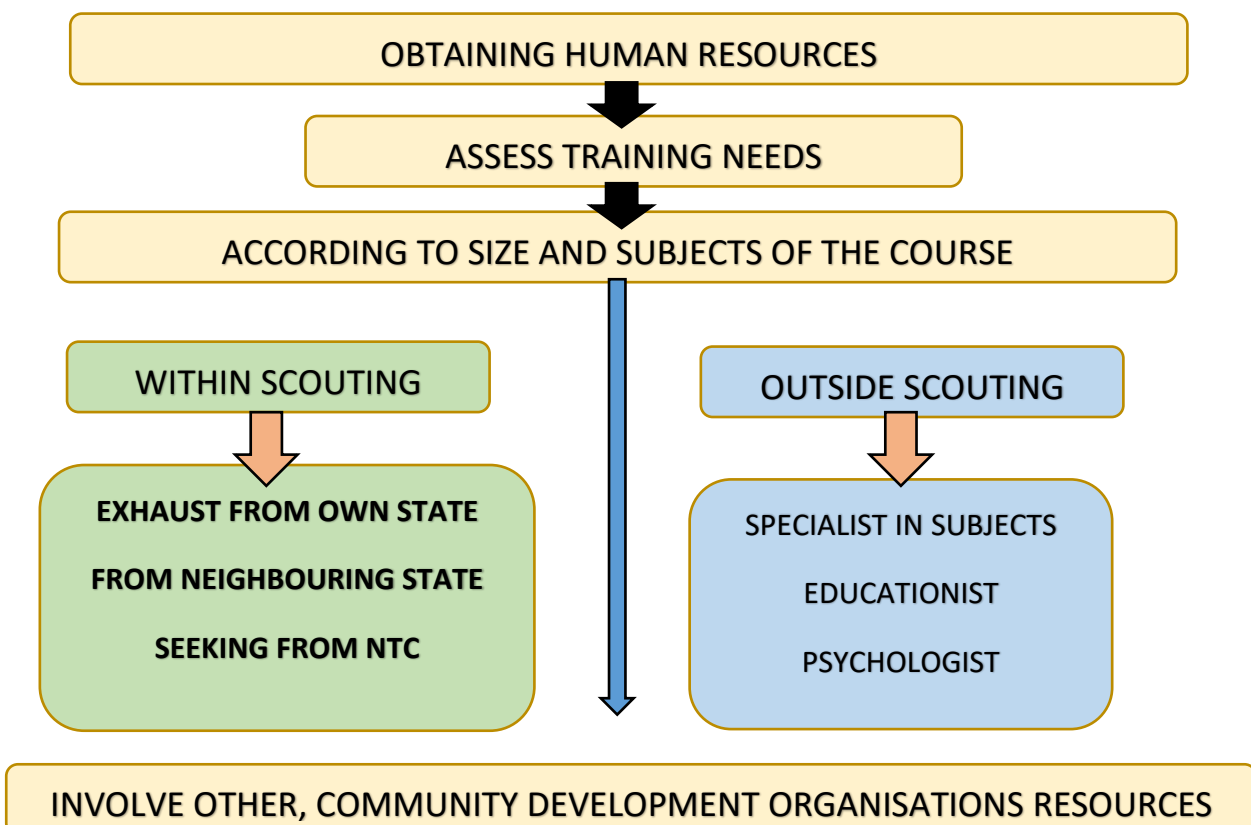 OBTAINING HUMAN RESOURCES
ASSESS TRAINING NEEDS
ACCORDING TO SIZE AND SUBJECTS OF THE COURSE
WITHIN SCOUTING
EXHAUST FROM OWN STATE
FROM NEIGHBOURING STATE
SEEKING FROM NTC
OUTSIDE SCOUTING
SPECIALIST IN SUBJECTS
EDUCATIONIST
PSYCHOLOGIST
INVOLVE OTHER, COMMUNITY DEVELOPMENT ORGANISATIONS RESOURCES